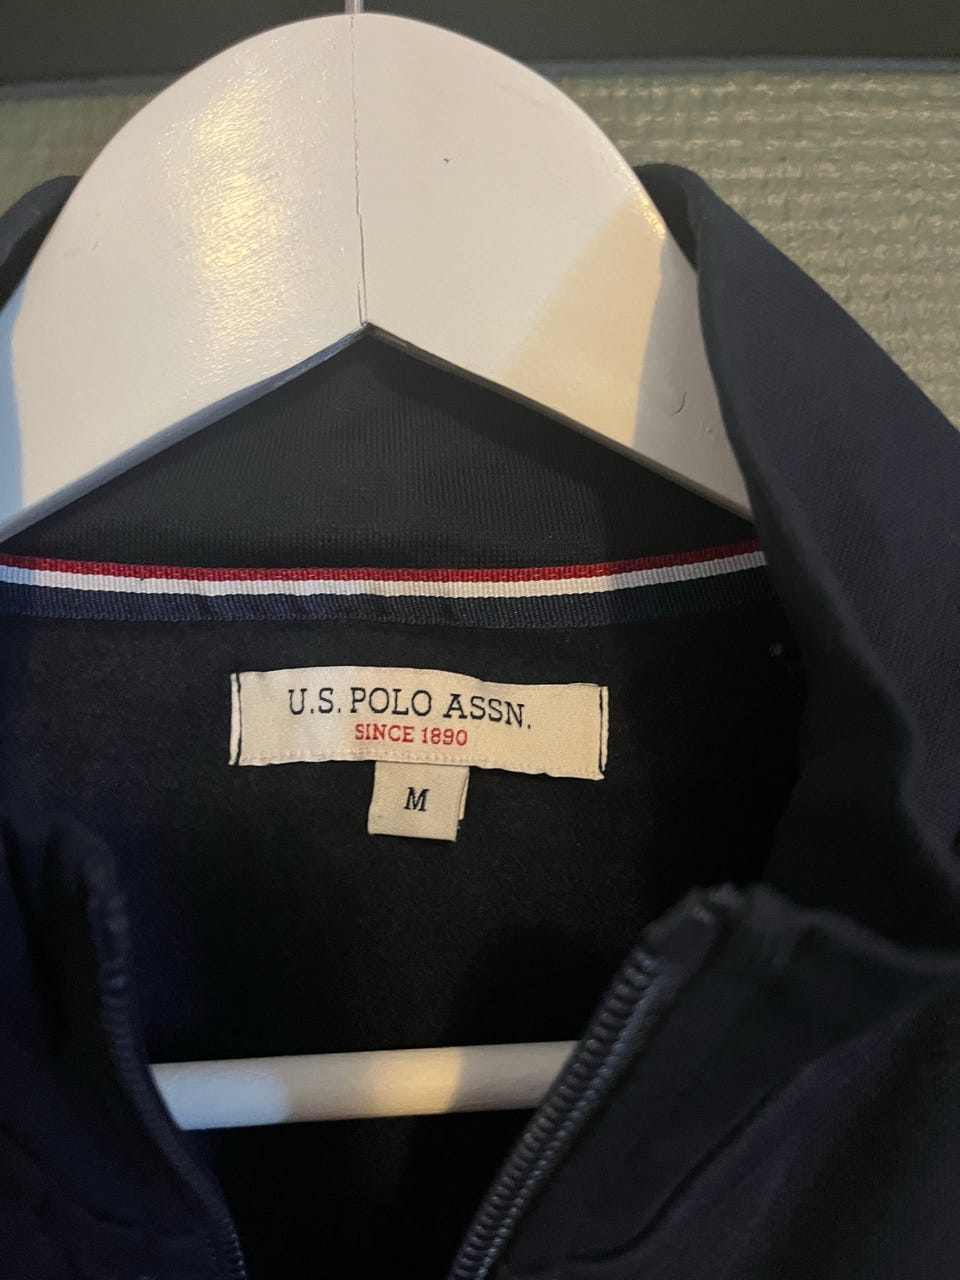 U.S. POLO ASSN.
SINCE 1890
M